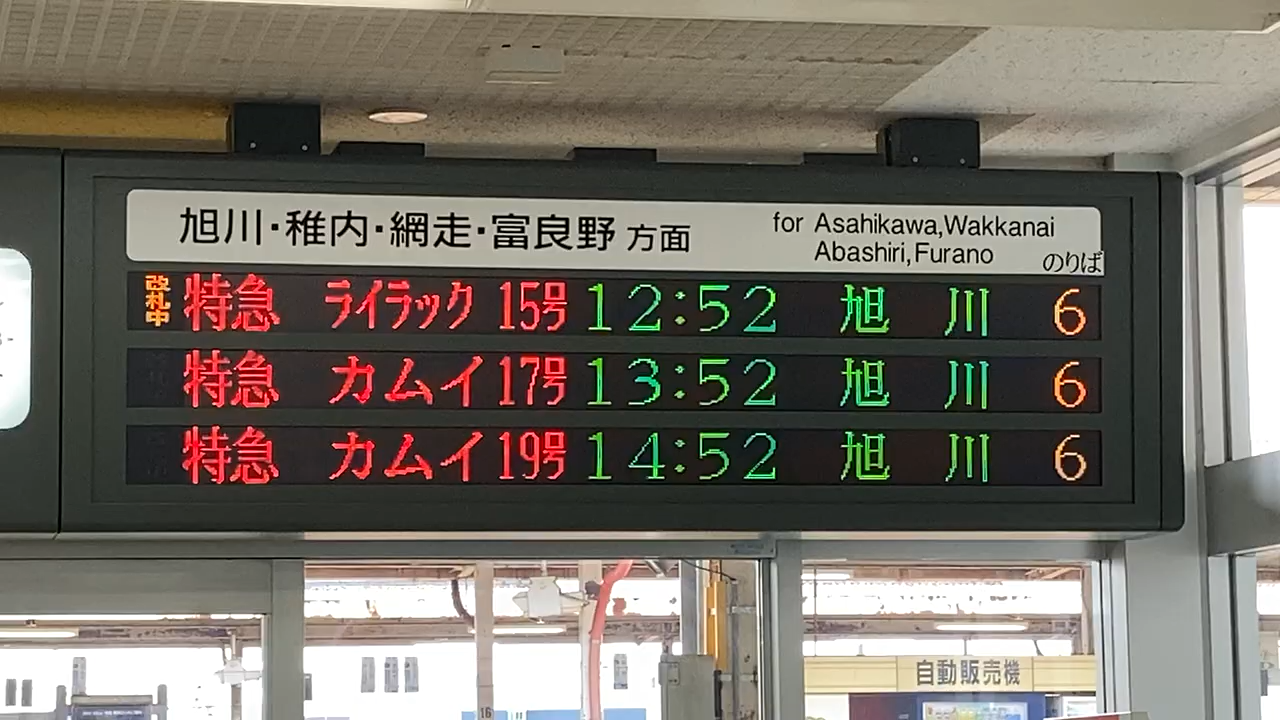 旭川・稚内・網走・富良野 方面
for Asahikawa,Wakkanai
Abashiri,Furano
のりば
改札中 特急 ライラック 15号 12:52 旭 川 6
特急 カムイ 17号 13:52 旭 川 6
特急 カムイ 19号 14:52 旭 川 6
自動販売機
16